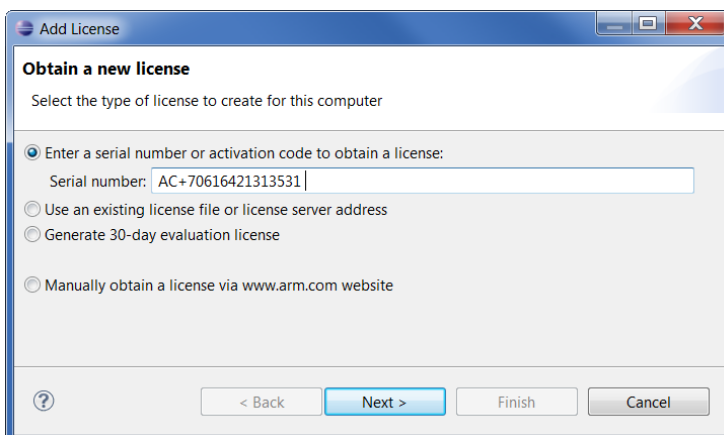 Add License
Obtain a new license
Select the type of license to create for this computer
Enter a serial number or activation code to obtain a license:
Serial number: AC+70616421313531
Use an existing license file or license server address
Generate 30-day evaluation license
Manually obtain a license via www.arm.com website
? < Back Next > Finish Cancel